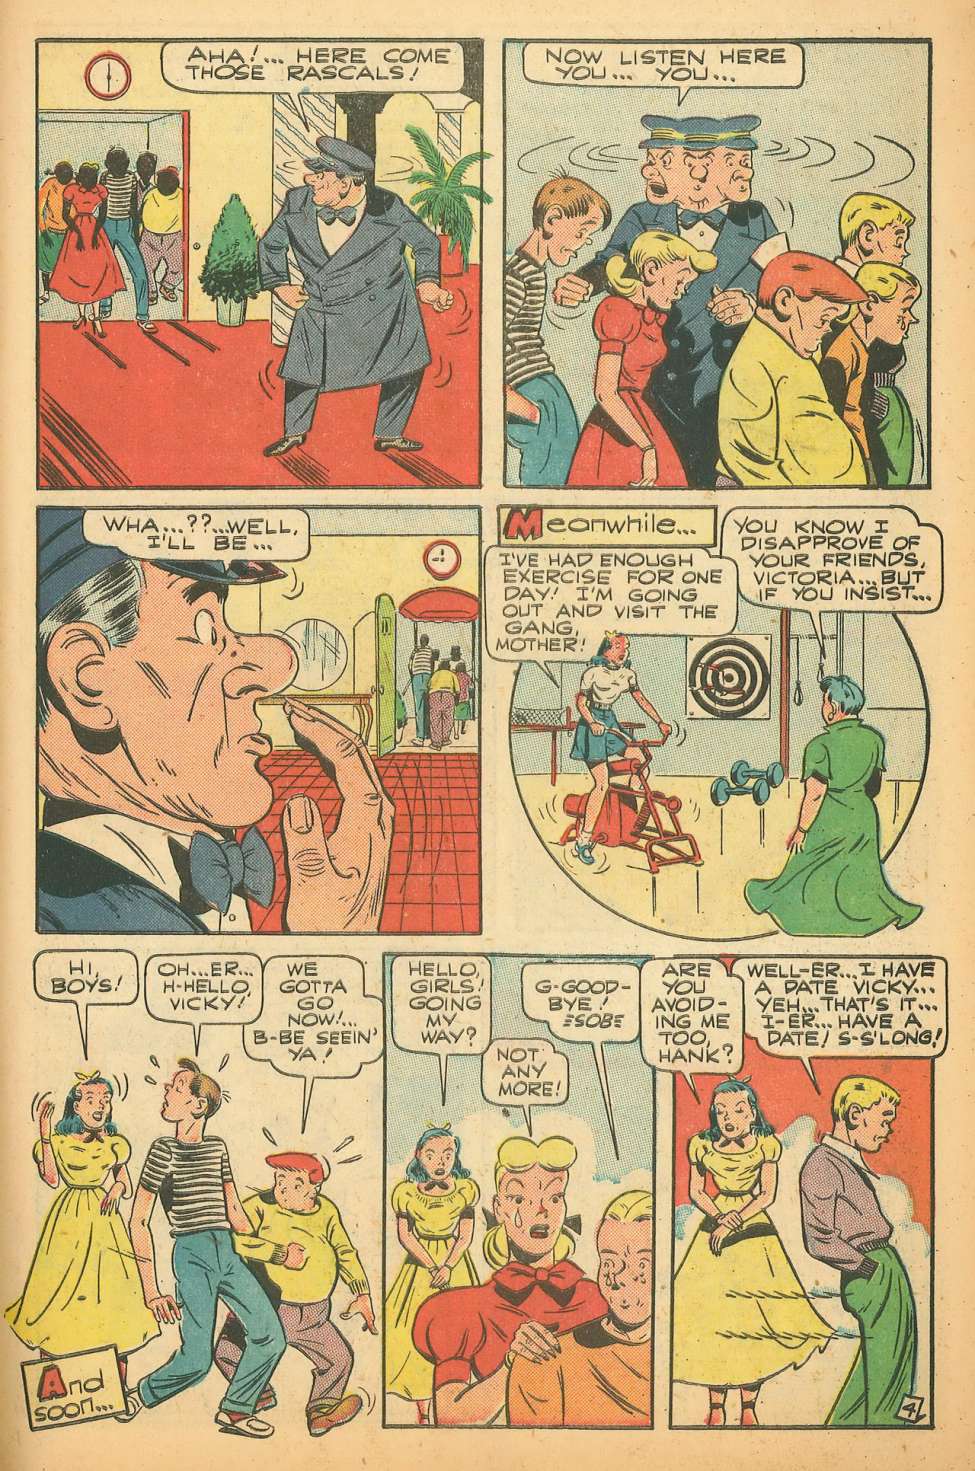 AHA!... HERE COME
THOSE RASCALS!
NOW LISTEN HERE
YOU... YOU...
WHA...??...WELL,
I'LL BE...
Meanwhile...
I'VE HAD ENOUGH
EXERCISE FOR ONE
DAY! I'M GOING
OUT AND VISIT THE
GANG,
MOTHER!
YOU KNOW I
DISAPPROVE OF
YOUR FRIENDS,
VICTORIA...BUT
IF YOU INSIST...
HI,
BOYS!
OH...ER...
H-HELLO,
VICKY!
WE
GOTTA
GO
NOW!...
B-BE SEEIN'
YA!
And
soon...
HELLO,
GIRLS!
GOING
MY
WAY?
NOT
ANY
MORE!
G-GOOD-
BYE!
SOB
ARE
YOU
AVOID-
ING ME
TOO,
HANK?
WELL-ER...I HAVE
A DATE VICKY...
YEH...THAT'S IT...
I-ER...HAVE A
DATE! S-S'LONG!
4